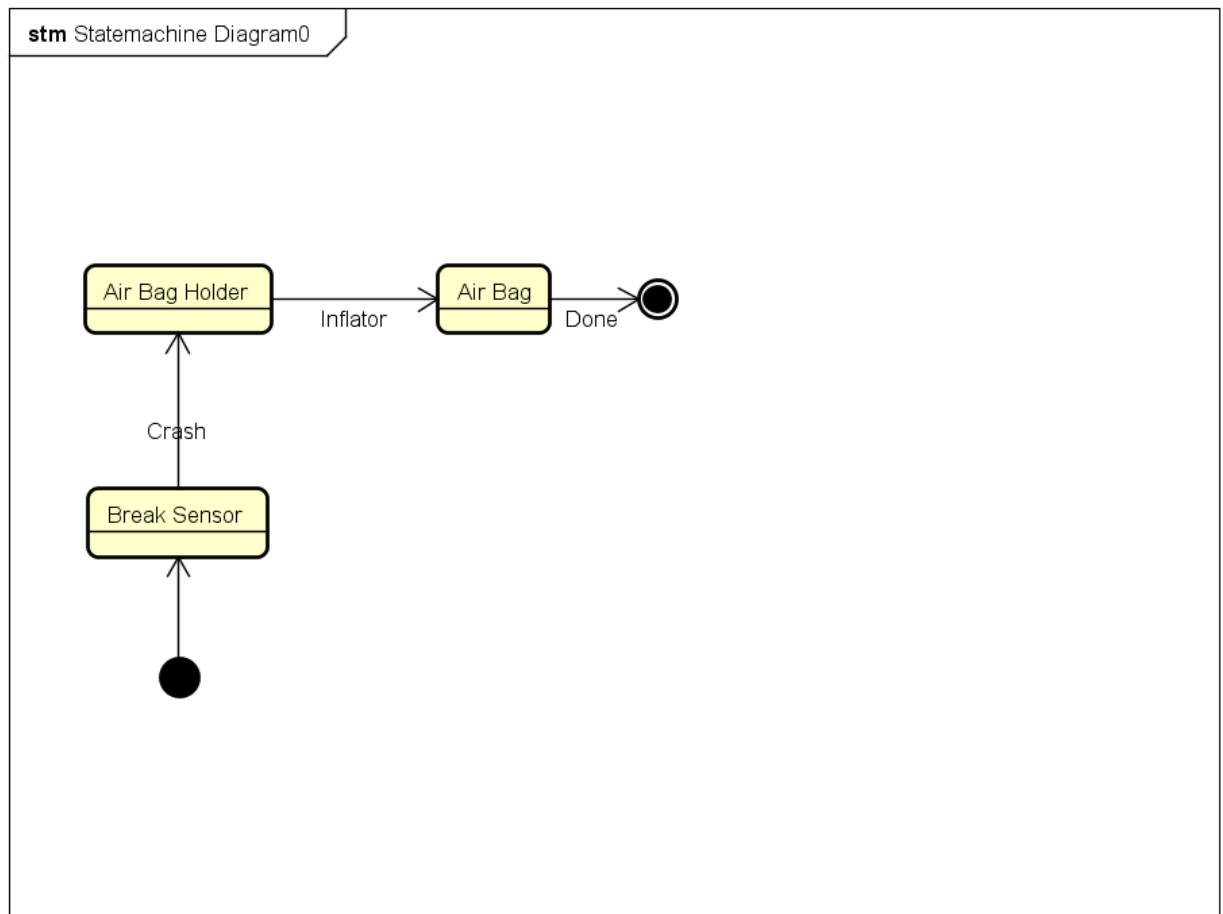 stm Statemachine Diagram0
Air Bag Holder
Inflator
Air Bag
Done
Crash
Break Sensor